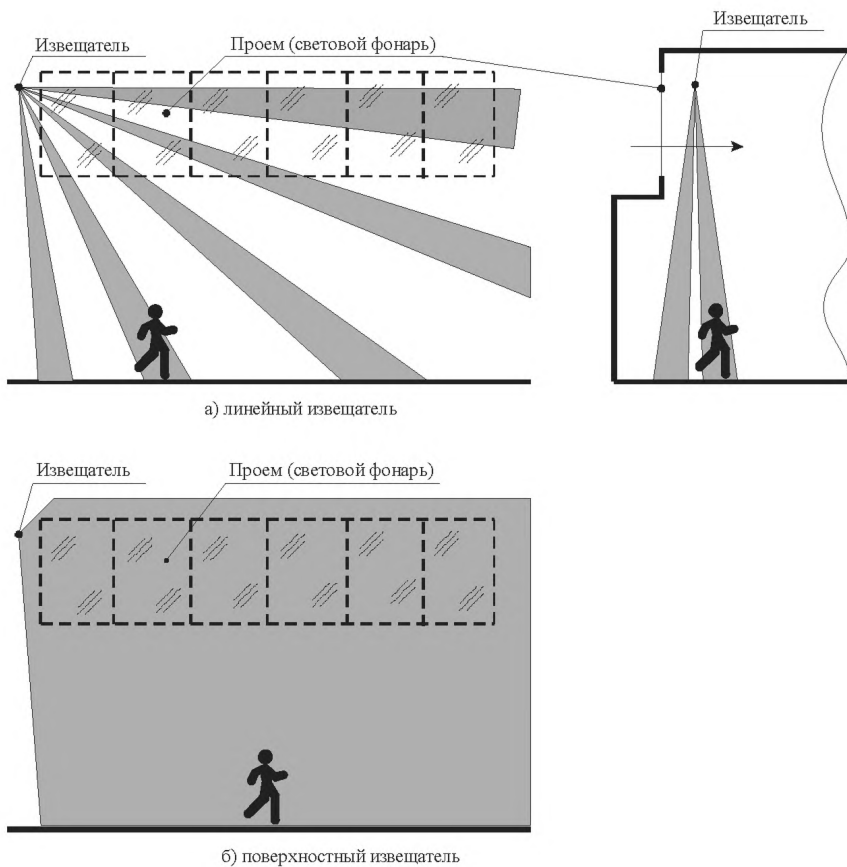 Извещатель
Проем (световой фонарь)
Извещатель
а) линейный извещатель
Извещатель
Проем (световой фонарь)
б) поверхностный извещатель